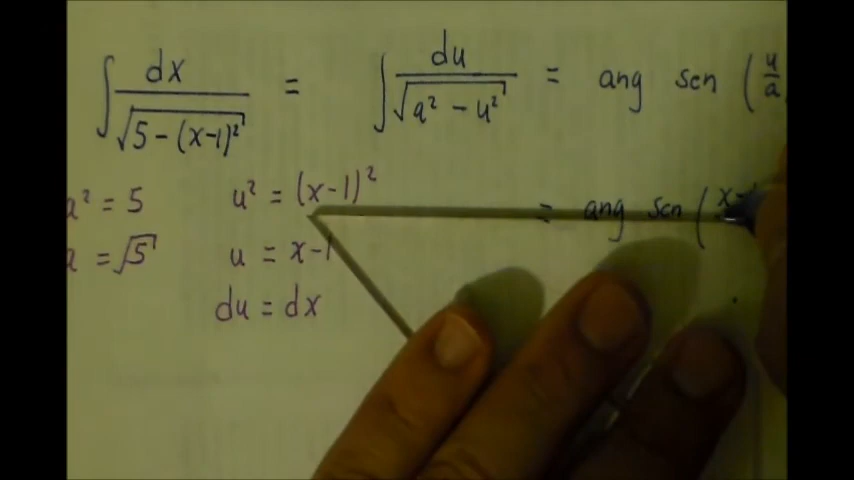 ∫ dx / √(5-(x-1)²) = ∫ du / √(a² - u²) = ang sen (u/a
a² = 5 u² = (x-1)² = ang sen (x-
a = √5 u = x-1
du = dx